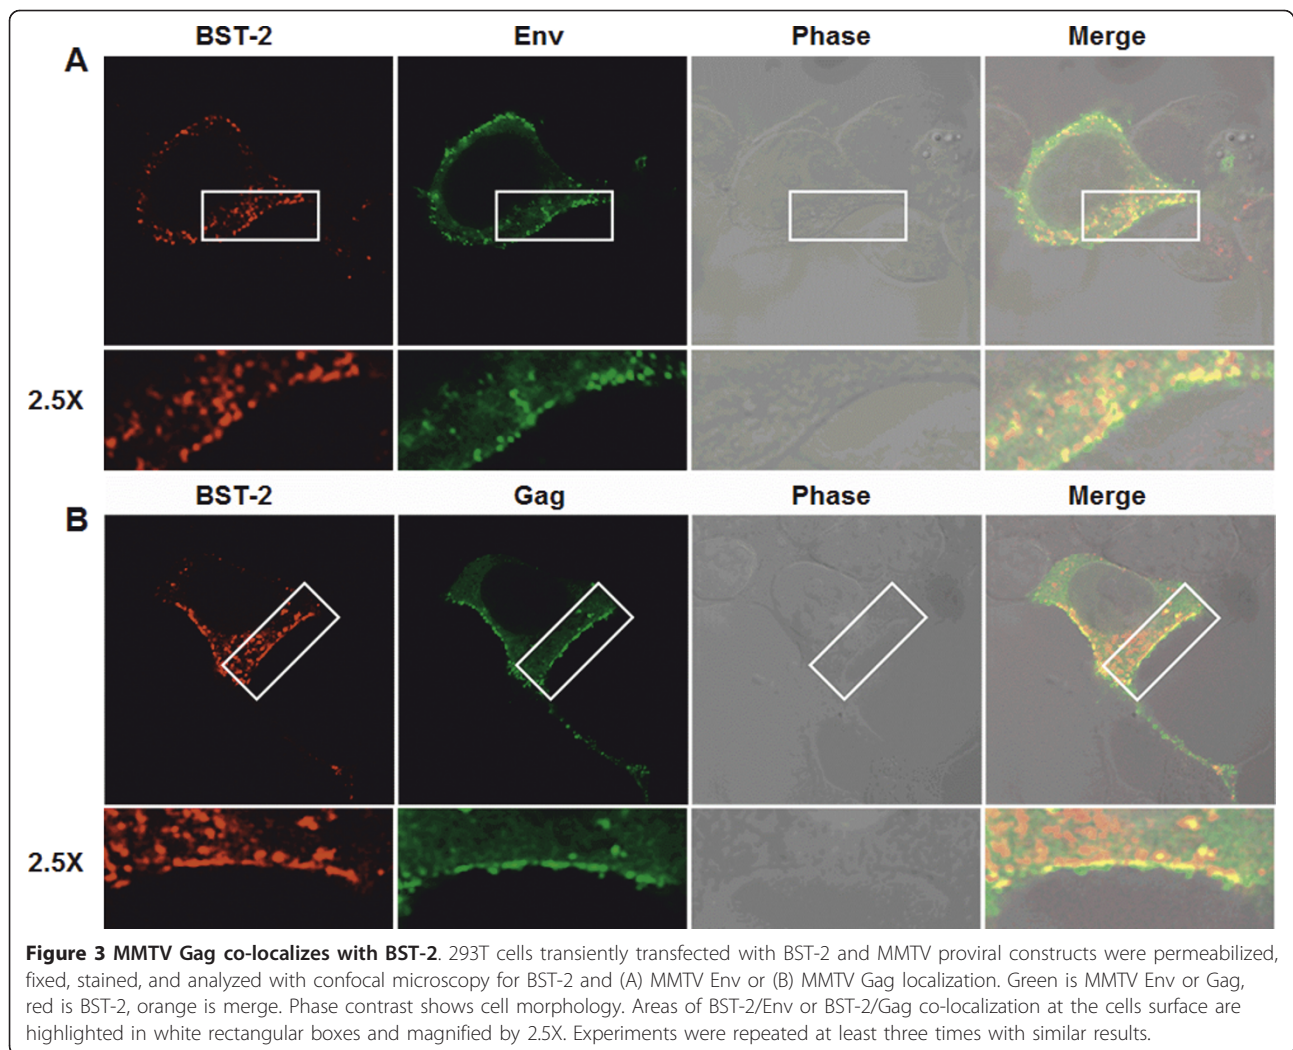 BST-2 Env Phase Merge
A
2.5X
BST-2 Gag Phase Merge
B
2.5X
Figure 3 MMTV Gag co-localizes with BST-2. 293T cells transiently transfected with BST-2 and MMTV proviral constructs were permeabilized,
fixed, stained, and analyzed with confocal microscopy for BST-2 and (A) MMTV Env or (B) MMTV Gag localization. Green is MMTV Env or Gag,
red is BST-2, orange is merge. Phase contrast shows cell morphology. Areas of BST-2/Env or BST-2/Gag co-localization at the cells surface are
highlighted in white rectangular boxes and magnified by 2.5X. Experiments were repeated at least three times with similar results.